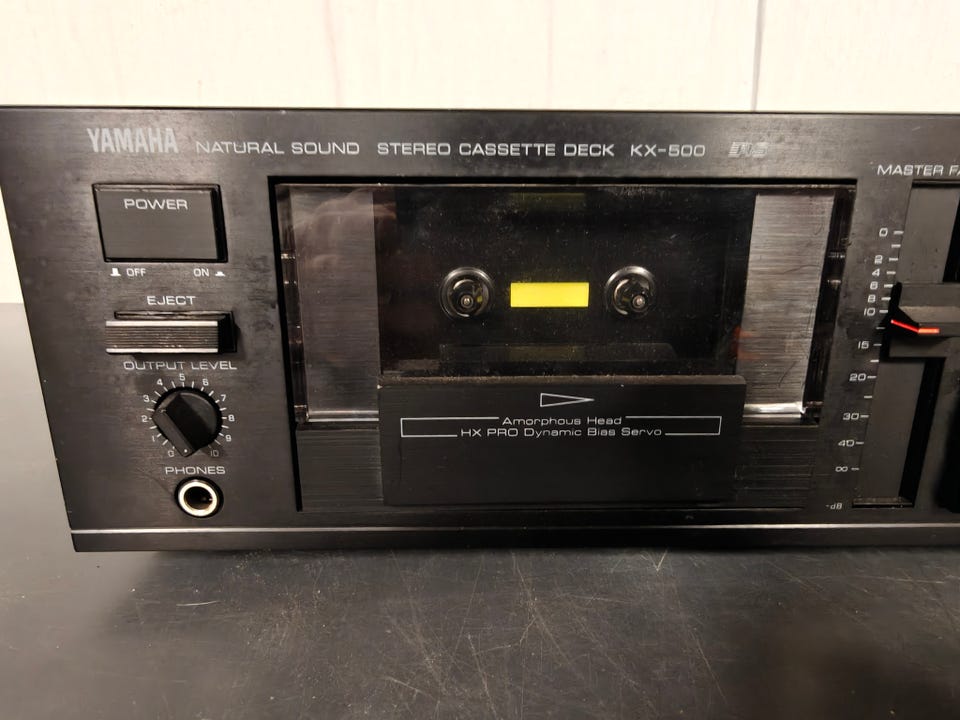 YAMAHA NATURAL SOUND STEREO CASSETTE DECK KX-500
MASTER FA
POWER
OFF ON
EJECT
OUTPUT LEVEL
0 1 2 3 4 5 6 7 8 9 10
PHONES
Amorphous Head
HX PRO Dynamic Bias Servo
0
2
4
6
8
10
15
20
30
40
∞
-dB